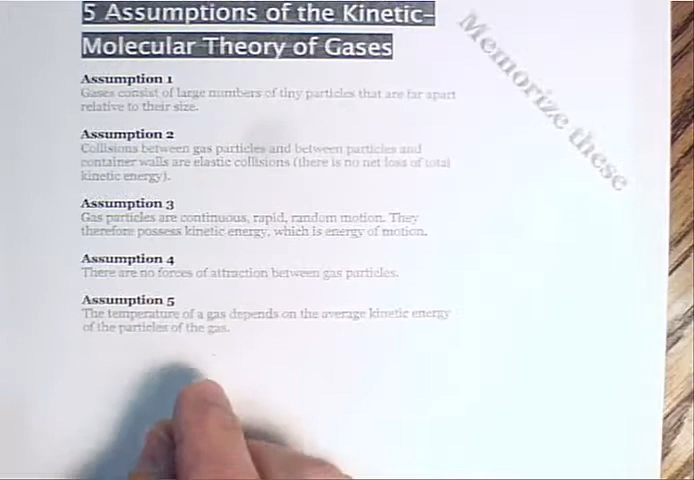 5 Assumptions of the Kinetic-
Molecular Theory of Gases
Memorize these
Assumption 1
Gases consist of large numbers of tiny particles that are far apart
relative to their size.
Assumption 2
Collisions between gas particles and between particles and
container walls are elastic collisions (there is no net loss of total
kinetic energy).
Assumption 3
Gas particles are continuous, rapid, random motion. They
therefore possess kinetic energy, which is energy of motion.
Assumption 4
There are no forces of attraction between gas particles.
Assumption 5
The temperature of a gas depends on the average kinetic energy
of the particles of the gas.